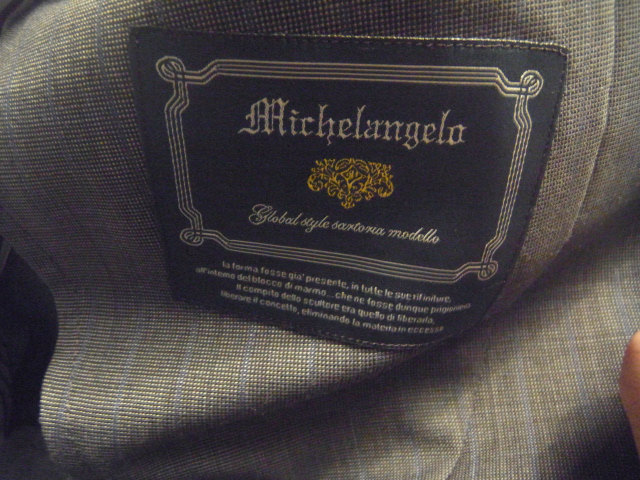 Michelangelo
Global style sartoria modello
la forma fosse gia' presente, in tutte le sue rifiniture,
all'interno del blocco di marmo... che ne fosse dunque prigioniera
Il compito dello scultore era quello di liberarla,
liberare il concetto, eliminando la materia in eccesso